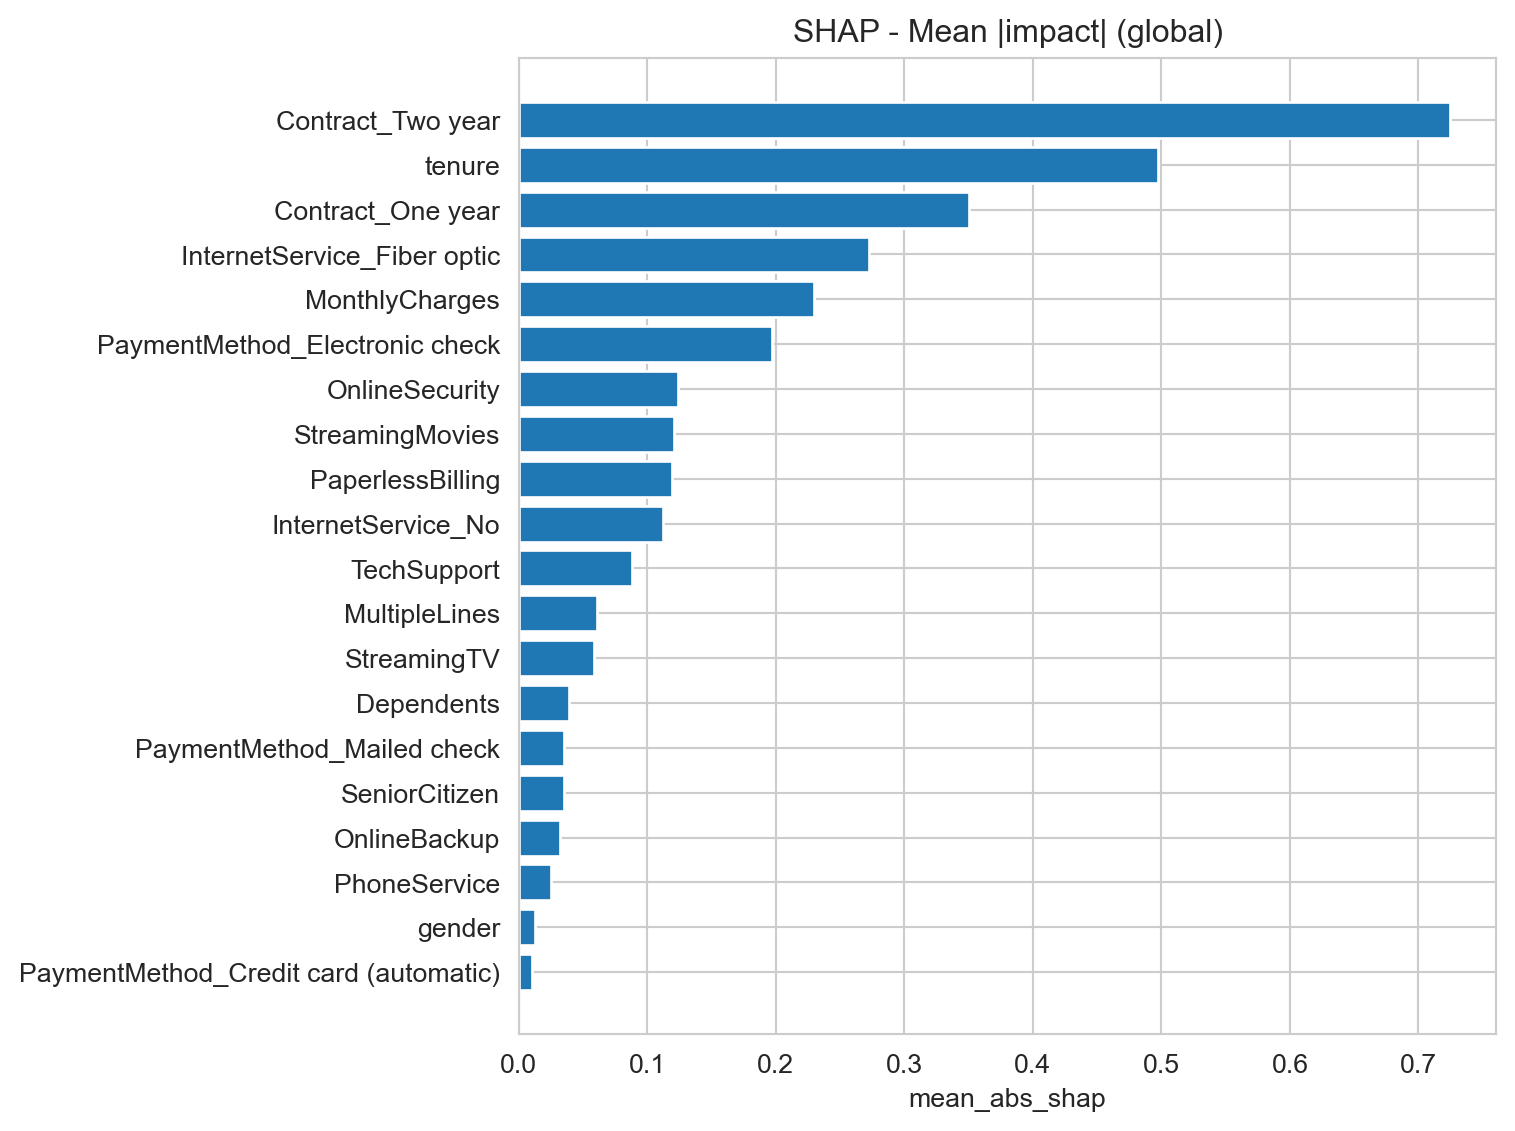 SHAP - Mean |impact| (global)
Contract_Two year
tenure
Contract_One year
InternetService_Fiber optic
MonthlyCharges
PaymentMethod_Electronic check
OnlineSecurity
StreamingMovies
PaperlessBilling
InternetService_No
TechSupport
MultipleLines
StreamingTV
Dependents
PaymentMethod_Mailed check
SeniorCitizen
OnlineBackup
PhoneService
gender
PaymentMethod_Credit card (automatic)
0.0 0.1 0.2 0.3 0.4 0.5 0.6 0.7
mean_abs_shap